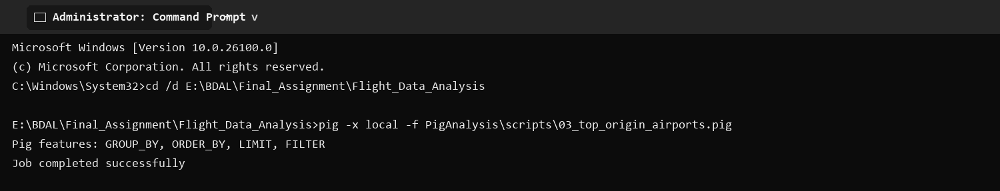 Administrator: Command Prompt v
Microsoft Windows [Version 10.0.26100.0]
(c) Microsoft Corporation. All rights reserved.
C:\Windows\System32>cd /d E:\BDAL\Final_Assignment\Flight_Data_Analysis
E:\BDAL\Final_Assignment\Flight_Data_Analysis>pig -x local -f PigAnalysis\scripts\03_top_origin_airports.pig
Pig features: GROUP_BY, ORDER_BY, LIMIT, FILTER
Job completed successfully